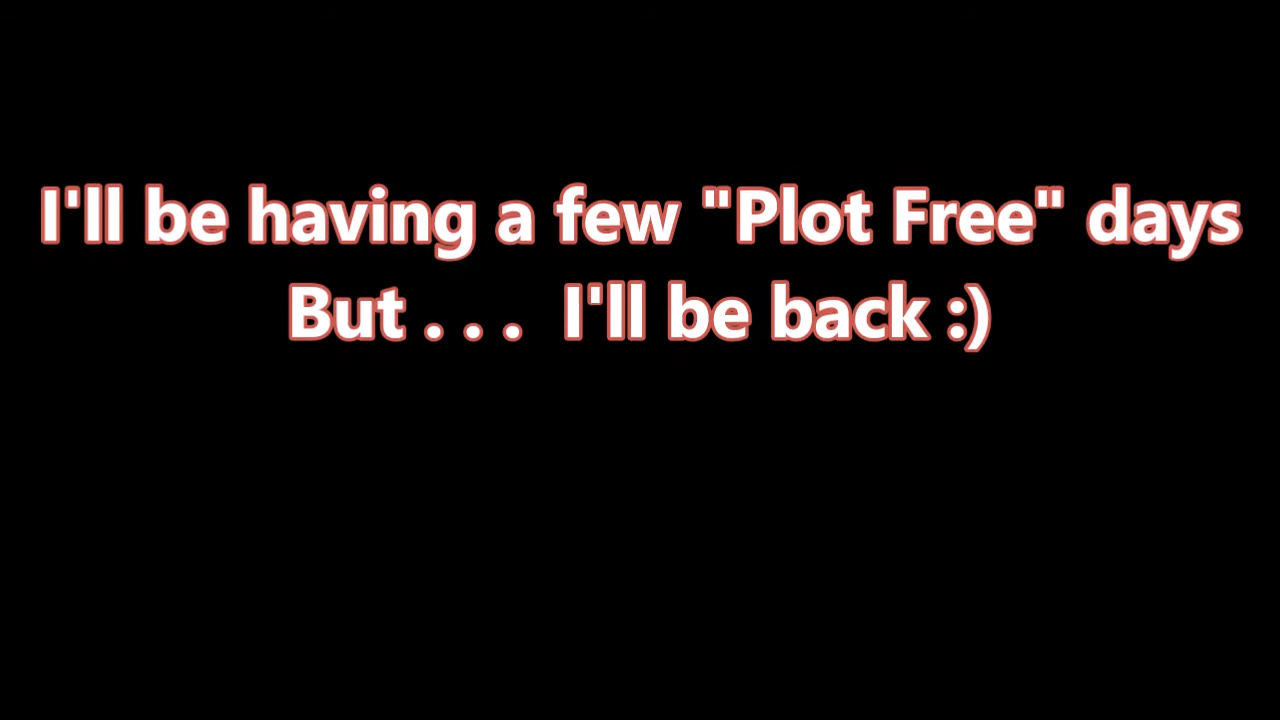 I'll be having a few "Plot Free" days
But . . .  I'll be back :)